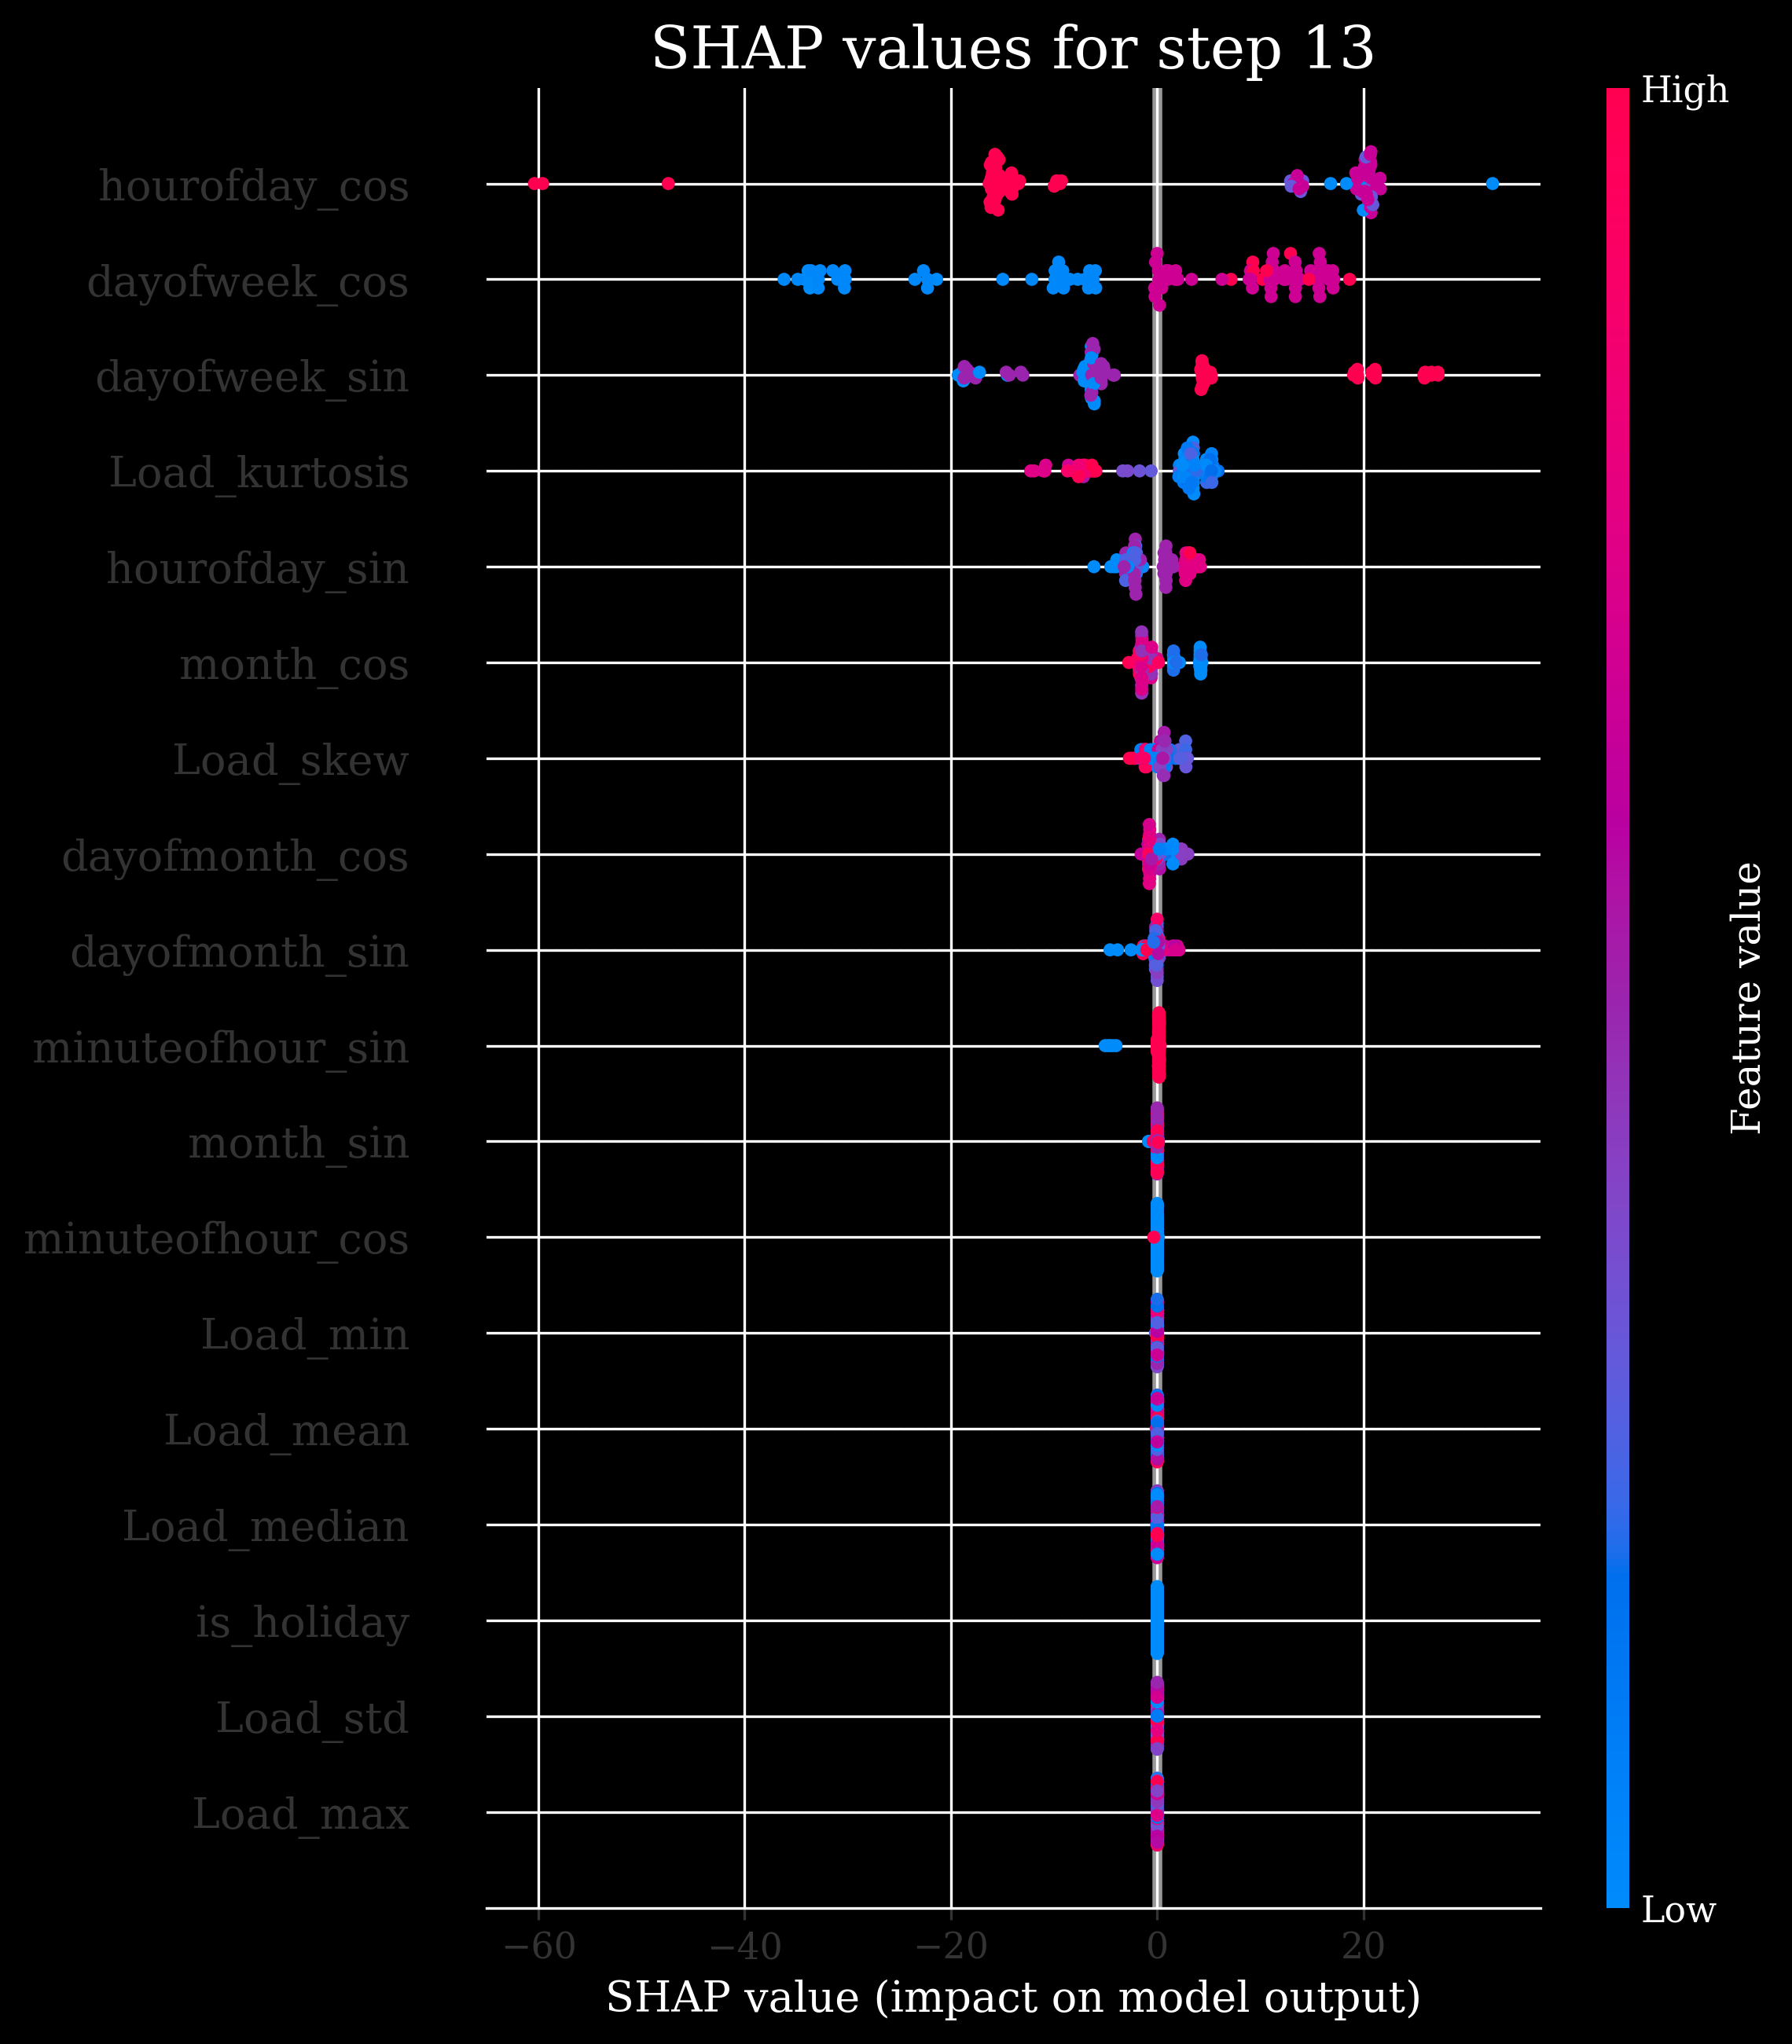 SHAP values for step 13
High
hourofday_cos
dayofweek_cos
dayofweek_sin
Load_kurtosis
hourofday_sin
month_cos
Load_skew
dayofmonth_cos
dayofmonth_sin
minuteofhour_sin
month_sin
minuteofhour_cos
Load_min
Load_mean
Load_median
is_holiday
Load_std
Load_max
Feature value
Low
−60 −40 −20 0 20
SHAP value (impact on model output)